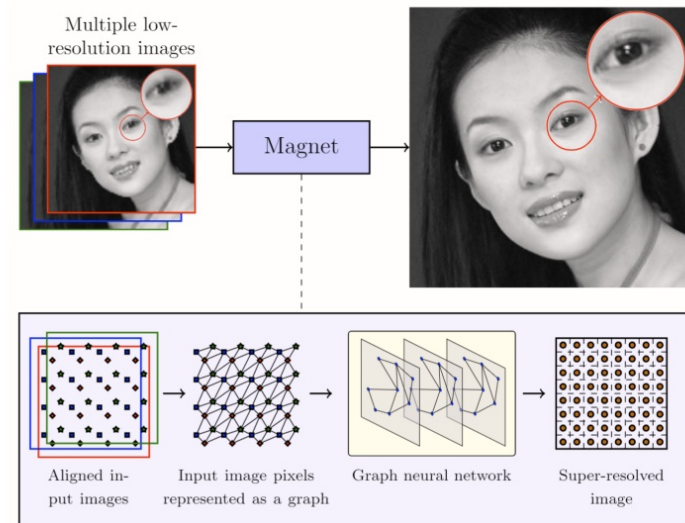 Multiple low-
resolution images
Magnet
Aligned in-
put images
Input image pixels
represented as a graph
Graph neural network
Super-resolved
image